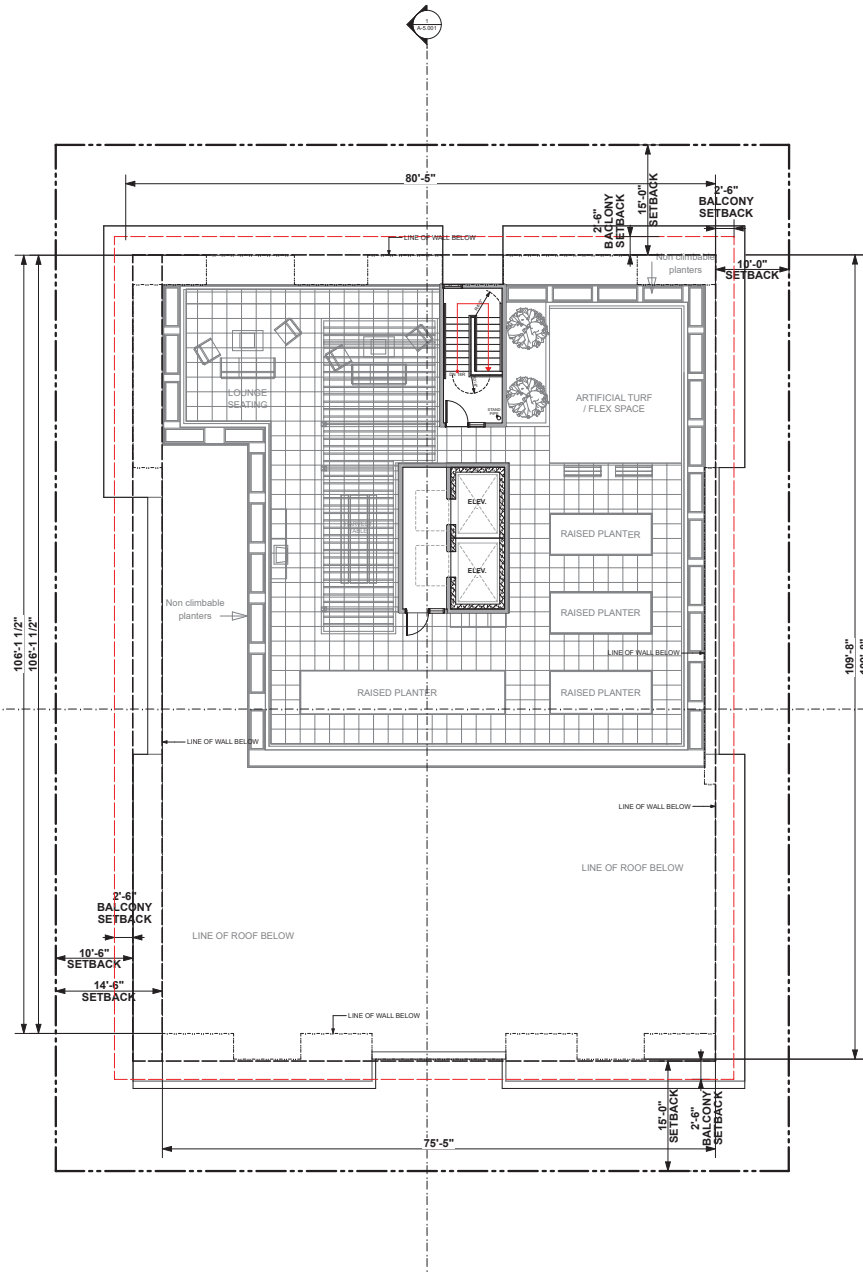 1
A-5.001
80'-5"
2'-6"
BACLONY
SETBACK
15'-0"
SETBACK
2'-6"
BALCONY
SETBACK
LINE OF WALL BELOW
10'-0"
SETBACK
Non climbable
planters
LOUNGE
SEATING
STAND
PIPE
ARTIFICIAL TURF
/ FLEX SPACE
ELEV.
RAISED PLANTER
ELEV.
Non climbable
planters
RAISED PLANTER
LINE OF WALL BELOW
106'-1 1/2"
106'-1 1/2"
109'-8"
109'-8"
RAISED PLANTER
RAISED PLANTER
LINE OF WALL BELOW
LINE OF WALL BELOW
LINE OF ROOF BELOW
2'-6"
BALCONY
SETBACK
LINE OF ROOF BELOW
10'-6"
SETBACK
14'-6"
SETBACK
LINE OF WALL BELOW
15'-0"
SETBACK
2'-6"
BALCONY
SETBACK
75'-5"